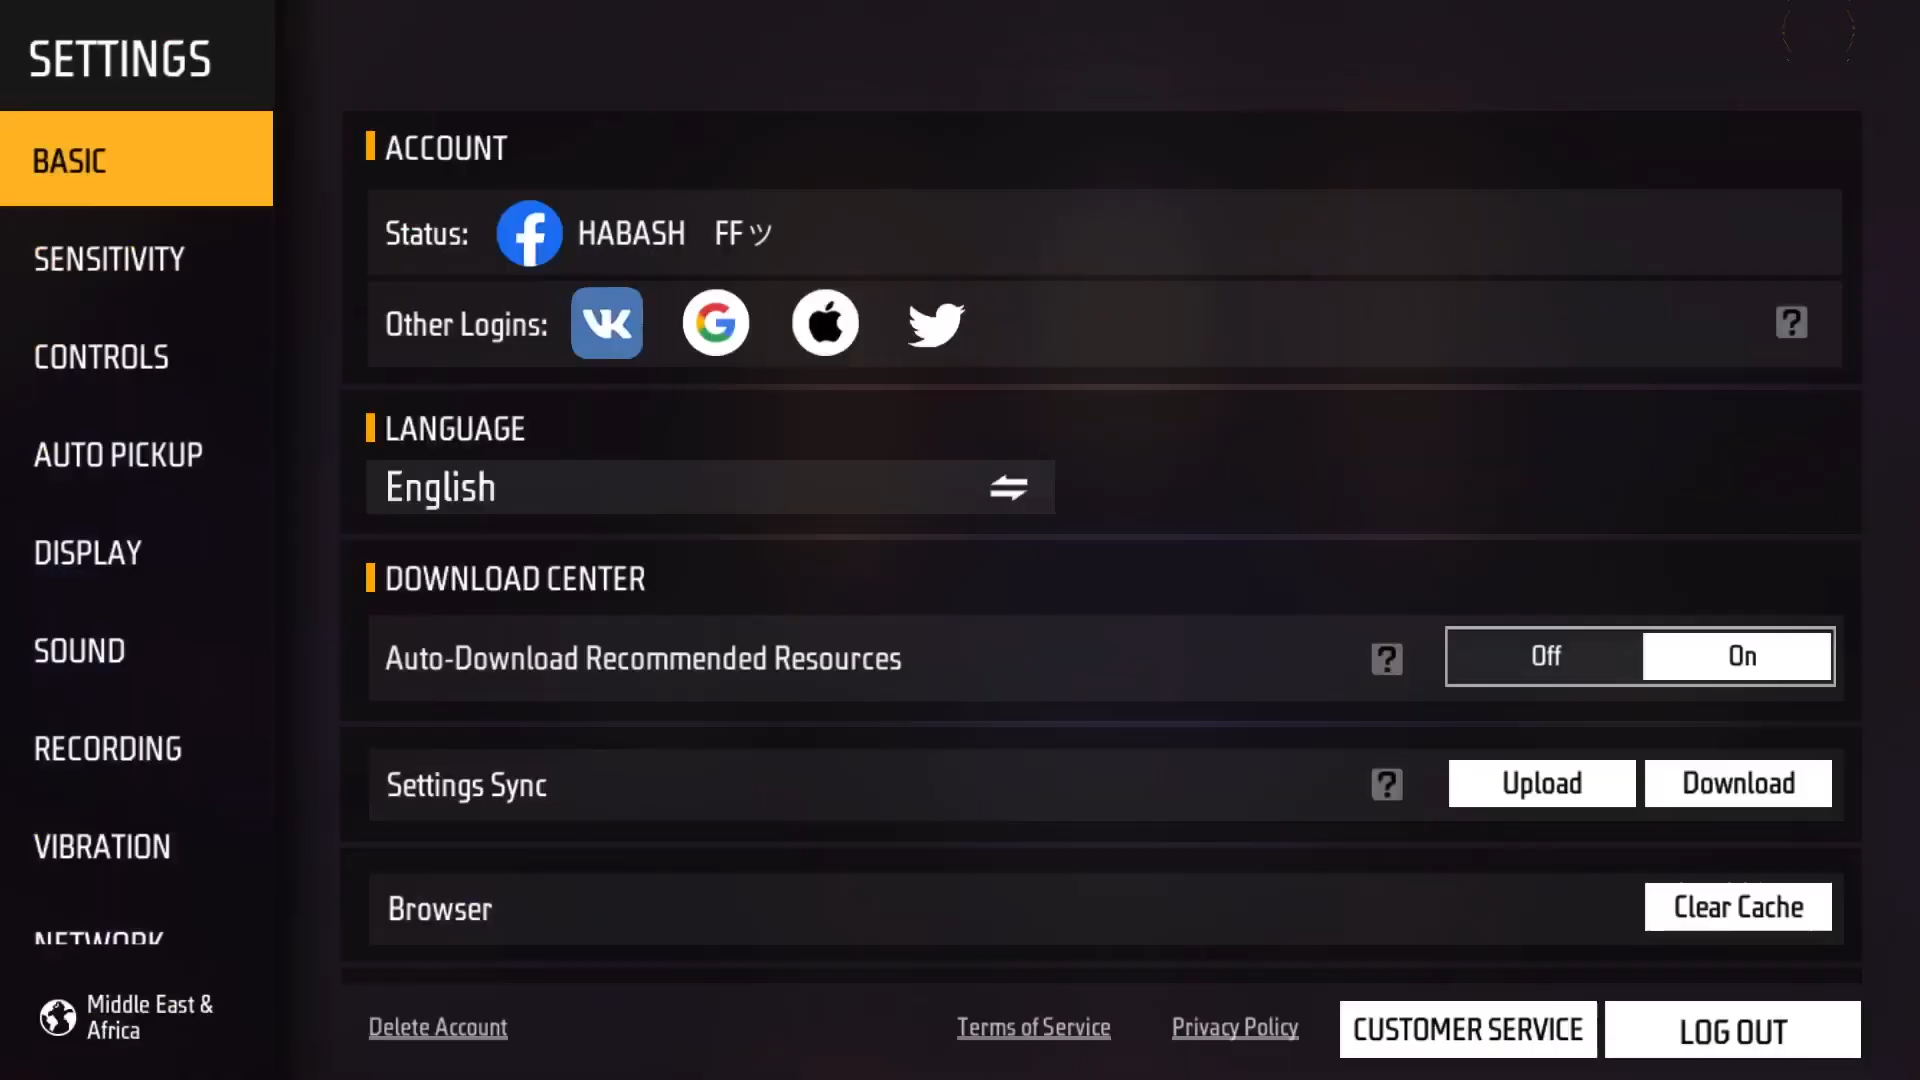 SETTINGS
BASIC
SENSITIVITY
CONTROLS
AUTO PICKUP
DISPLAY
SOUND
RECORDING
VIBRATION
NETWORK
Middle East &
Africa
ACCOUNT
Status: HABASH FFツ
Other Logins:
?
LANGUAGE
English
DOWNLOAD CENTER
Auto-Download Recommended Resources ? Off On
Settings Sync ? Upload Download
Browser Clear Cache
Delete Account Terms of Service Privacy Policy CUSTOMER SERVICE LOG OUT